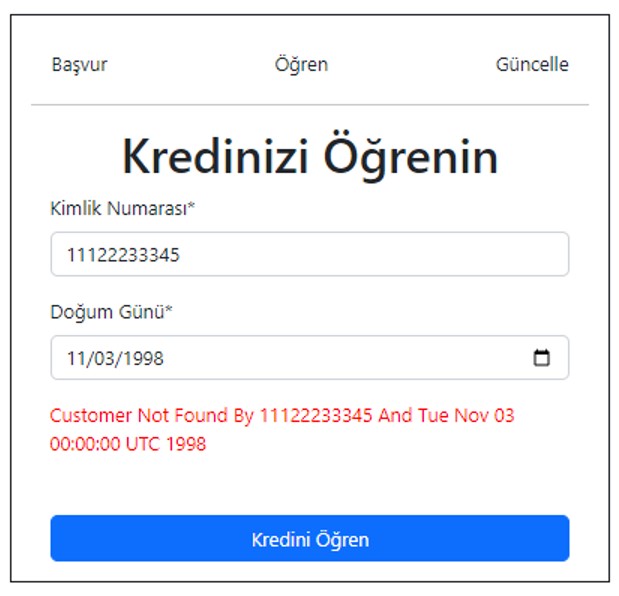 Başvur Öğren Güncelle
Kredinizi Öğrenin
Kimlik Numarası*
11122233345
Doğum Günü*
11/03/1998
Customer Not Found By 11122233345 And Tue Nov 03
00:00:00 UTC 1998
Kredini Öğren